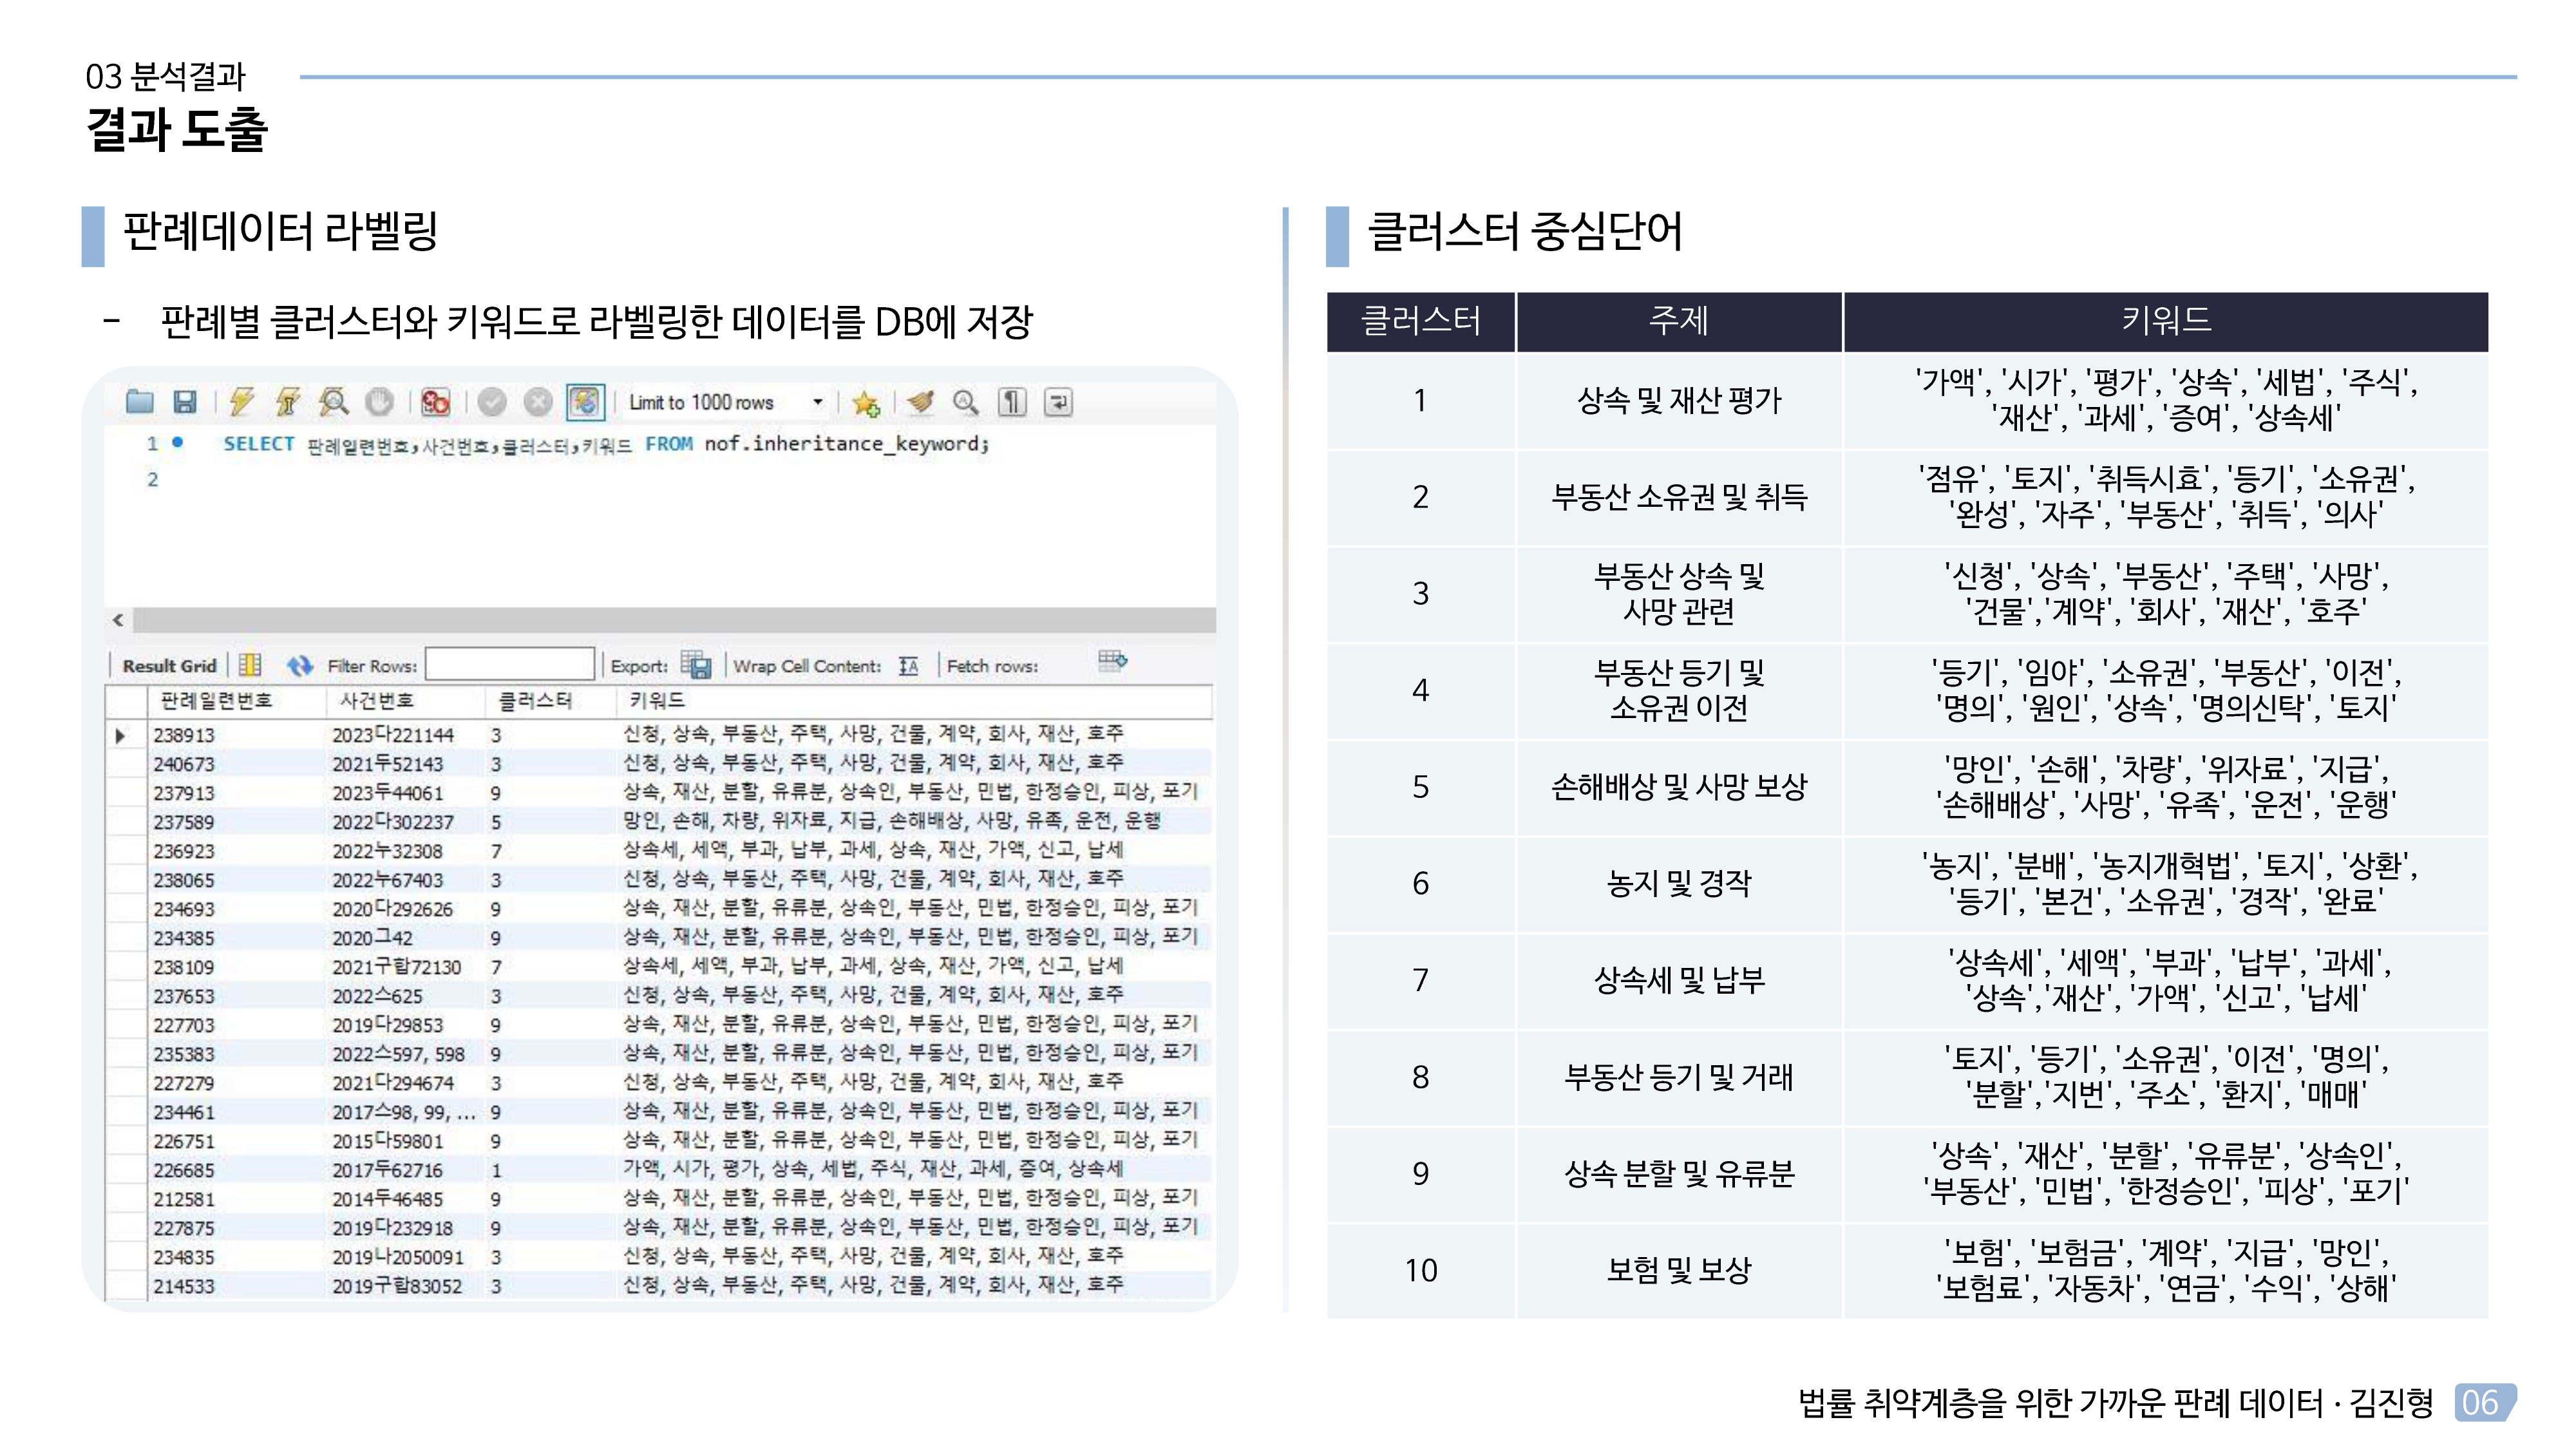 03 분석결과
결과 도출
판례데이터 라벨링
- 판례별 클러스터와 키워드로 라벨링한 데이터를 DB에 저장
Limit to 1000 rows
1 SELECT 판례일련번호,사건번호,클러스터,키워드 FROM nof.inheritance_keyword;
2
Result Grid Filter Rows: Export: Wrap Cell Content: Fetch rows:
판례일련번호 사건번호 클러스터 키워드
238913 2023다221144 3 신청, 상속, 부동산, 주택, 사망, 건물, 계약, 회사, 재산, 호주
240673 2021두52143 3 신청, 상속, 부동산, 주택, 사망, 건물, 계약, 회사, 재산, 호주
237913 2023두44061 9 상속, 재산, 분할, 유류분, 상속인, 부동산, 민법, 한정승인, 피상, 포기
237589 2022다302237 5 망인, 손해, 차량, 위자료, 지급, 손해배상, 사망, 유족, 운전, 운행
236923 2022누32308 7 상속세, 세액, 부과, 납부, 과세, 상속, 재산, 가액, 신고, 납세
238065 2022누67403 3 신청, 상속, 부동산, 주택, 사망, 건물, 계약, 회사, 재산, 호주
234693 2020다292626 9 상속, 재산, 분할, 유류분, 상속인, 부동산, 민법, 한정승인, 피상, 포기
234385 2020그42 9 상속, 재산, 분할, 유류분, 상속인, 부동산, 민법, 한정승인, 피상, 포기
238109 2021구합72130 7 상속세, 세액, 부과, 납부, 과세, 상속, 재산, 가액, 신고, 납세
237653 2022스625 3 신청, 상속, 부동산, 주택, 사망, 건물, 계약, 회사, 재산, 호주
227703 2019다29853 9 상속, 재산, 분할, 유류분, 상속인, 부동산, 민법, 한정승인, 피상, 포기
235383 2022스597, 598 9 상속, 재산, 분할, 유류분, 상속인, 부동산, 민법, 한정승인, 피상, 포기
227279 2021다294674 3 신청, 상속, 부동산, 주택, 사망, 건물, 계약, 회사, 재산, 호주
234461 2017스98, 99, ... 9 상속, 재산, 분할, 유류분, 상속인, 부동산, 민법, 한정승인, 피상, 포기
226751 2015다59801 9 상속, 재산, 분할, 유류분, 상속인, 부동산, 민법, 한정승인, 피상, 포기
226685 2017두62716 1 가액, 시가, 평가, 상속, 세법, 주식, 재산, 과세, 증여, 상속세
212581 2014두46485 9 상속, 재산, 분할, 유류분, 상속인, 부동산, 민법, 한정승인, 피상, 포기
227875 2019다232918 9 상속, 재산, 분할, 유류분, 상속인, 부동산, 민법, 한정승인, 피상, 포기
234835 2019나2050091 3 신청, 상속, 부동산, 주택, 사망, 건물, 계약, 회사, 재산, 호주
214533 2019구합83052 3 신청, 상속, 부동산, 주택, 사망, 건물, 계약, 회사, 재산, 호주
클러스터 중심단어
클러스터 주제 키워드
1 상속 및 재산 평가 '가액', '시가', '평가', '상속', '세법', '주식',
'재산', '과세', '증여', '상속세'
2 부동산 소유권 및 취득 '점유', '토지', '취득시효', '등기', '소유권',
'완성', '자주', '부동산', '취득', '의사'
3 부동산 상속 및 '신청', '상속', '부동산', '주택', '사망',
사망 관련 '건물', '계약', '회사', '재산', '호주'
4 부동산 등기 및 '등기', '임야', '소유권', '부동산', '이전',
소유권 이전 '명의', '원인', '상속', '명의신탁', '토지'
5 손해배상 및 사망 보상 '망인', '손해', '차량', '위자료', '지급',
'손해배상', '사망', '유족', '운전', '운행'
6 농지 및 경작 '농지', '분배', '농지개혁법', '토지', '상환',
'등기', '본건', '소유권', '경작', '완료'
7 상속세 및 납부 '상속세', '세액', '부과', '납부', '과세',
'상속', '재산', '가액', '신고', '납세'
8 부동산 등기 및 거래 '토지', '등기', '소유권', '이전', '명의',
'분할', '지번', '주소', '환지', '매매'
9 상속 분할 및 유류분 '상속', '재산', '분할', '유류분', '상속인',
'부동산', '민법', '한정승인', '피상', '포기'
10 보험 및 보상 '보험', '보험금', '계약', '지급', '망인',
'보험료', '자동차', '연금', '수익', '상해'
법률 취약계층을 위한 가까운 판례 데이터 · 김진형 06